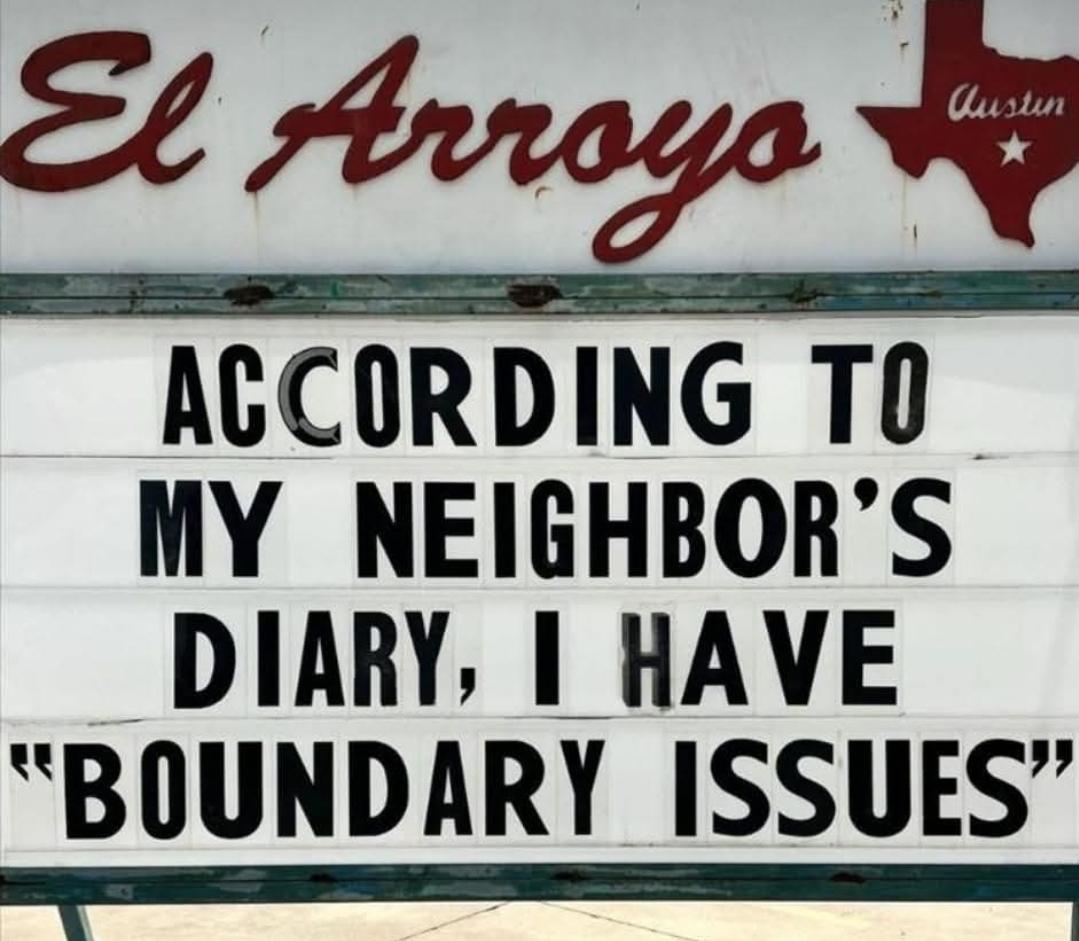 El Arroyo
Austin
ACCORDING TO
MY NEIGHBOR’S
DIARY, I HAVE
“BOUNDARY ISSUES”